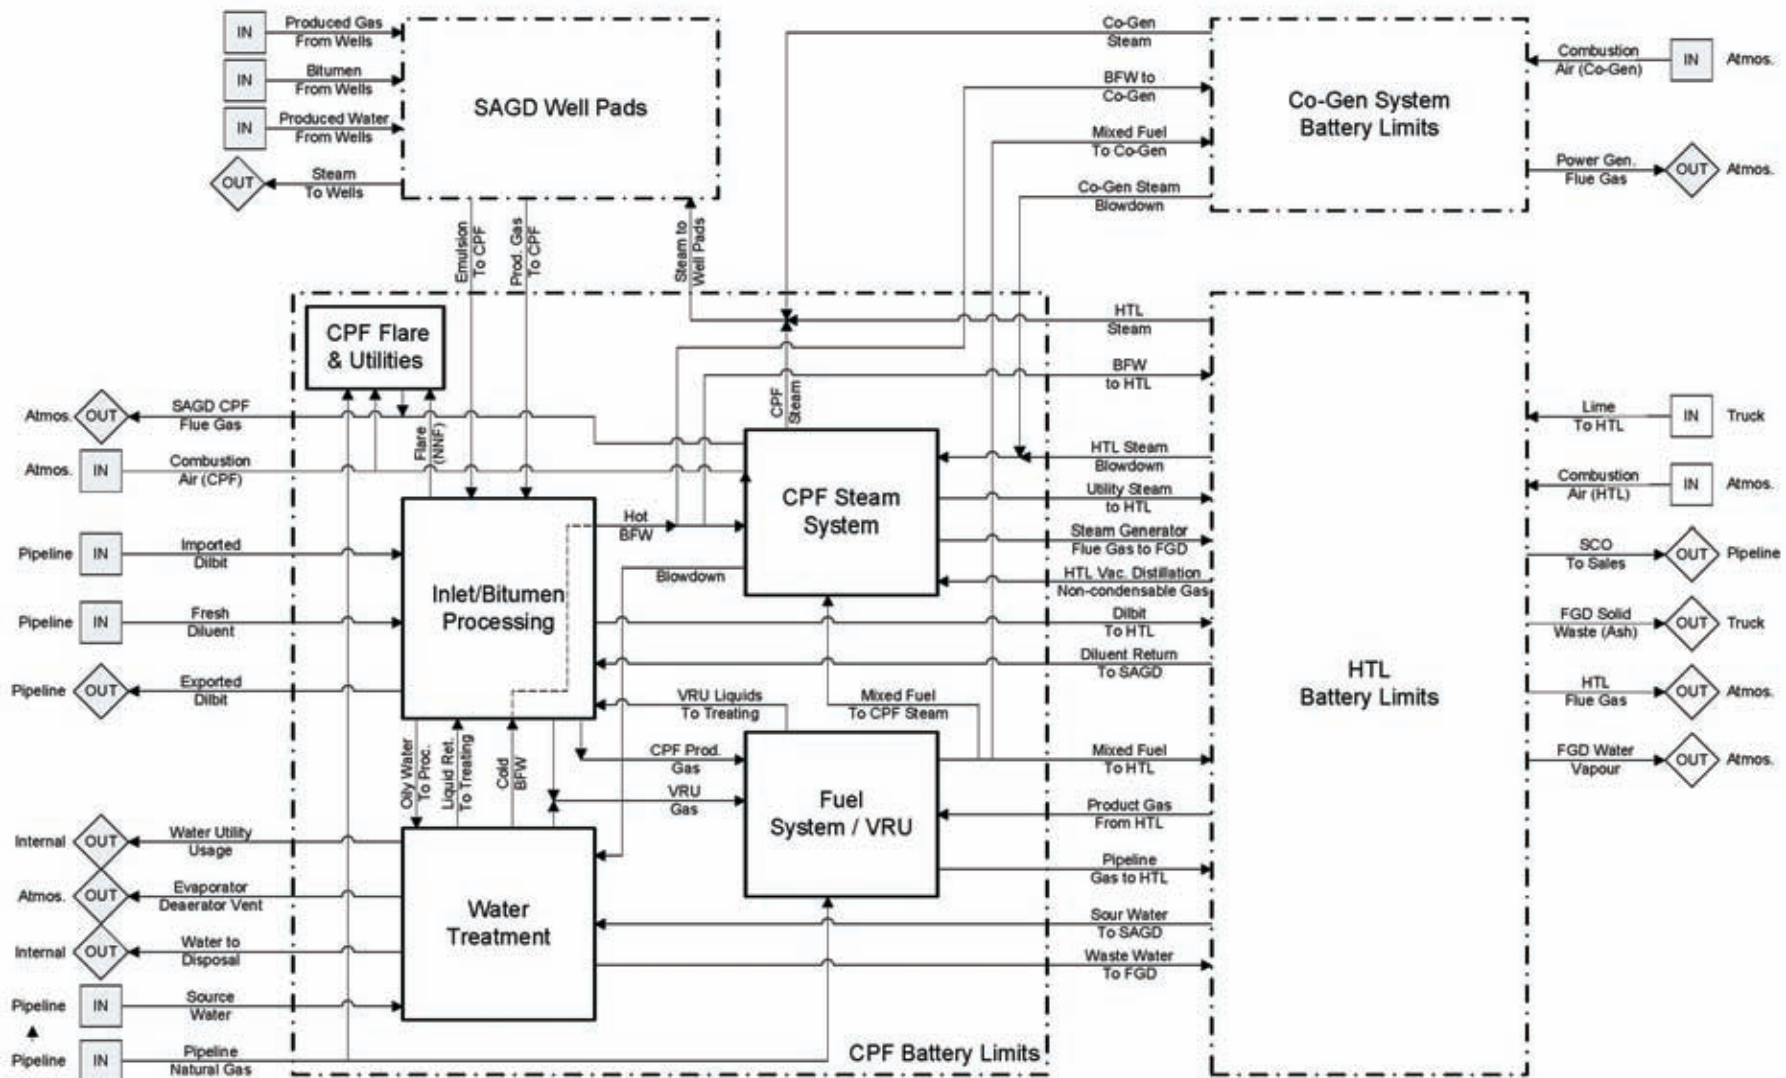 IN
Produced Gas
From Wells
IN
Bitumen
From Wells
IN
Produced Water
From Wells
OUT
Steam
To Wells
SAGD Well Pads
Co-Gen
Steam
BFW to
Co-Gen
Mixed Fuel
To Co-Gen
Co-Gen Steam
Blowdown
Co-Gen System
Battery Limits
Combustion
Air (Co-Gen)
IN
Atmos.
Power Gen.
Flue Gas
OUT
Atmos.
Emulsion
To CPF
Prod. Gas
To CPF
Steam to
Well Pads
CPF Flare
& Utilities
HTL
Steam
BFW
to HTL
CPF
Steam
Atmos.
OUT
SAGD CPF
Flue Gas
Atmos.
IN
Combustion
Air (CPF)
Flare
(NNF)
Pipeline
IN
Imported
Dilbit
Pipeline
IN
Fresh
Diluent
Pipeline
OUT
Exported
Dilbit
Inlet/Bitumen
Processing
Hot
BFW
Blowdown
CPF Steam
System
HTL Steam
Blowdown
Utility Steam
to HTL
Steam Generator
Flue Gas to FGD
HTL Vac. Distillation
Non-condensable Gas
Dilbit
To HTL
Diluent Return
To SAGD
VRU Liquids
To Treating
Mixed Fuel
To CPF Steam
Oily Water
To Proc.
Liquid Ret.
To Treating
Cold
BFW
CPF Prod.
Gas
VRU
Gas
Fuel
System / VRU
Mixed Fuel
To HTL
Product Gas
From HTL
Pipeline
Gas to HTL
Sour Water
To SAGD
Waste Water
To FGD
HTL
Battery Limits
Lime
To HTL
IN
Truck
Combustion
Air (HTL)
IN
Atmos.
SCO
To Sales
OUT
Pipeline
FGD Solid
Waste (Ash)
OUT
Truck
HTL
Flue Gas
OUT
Atmos.
FGD Water
Vapour
OUT
Atmos.
Internal
OUT
Water Utility
Usage
Atmos.
OUT
Evaporator
Deaerator Vent
Internal
OUT
Water to
Disposal
Pipeline
IN
Source
Water
Pipeline
IN
Pipeline
Natural Gas
Water
Treatment
CPF Battery Limits